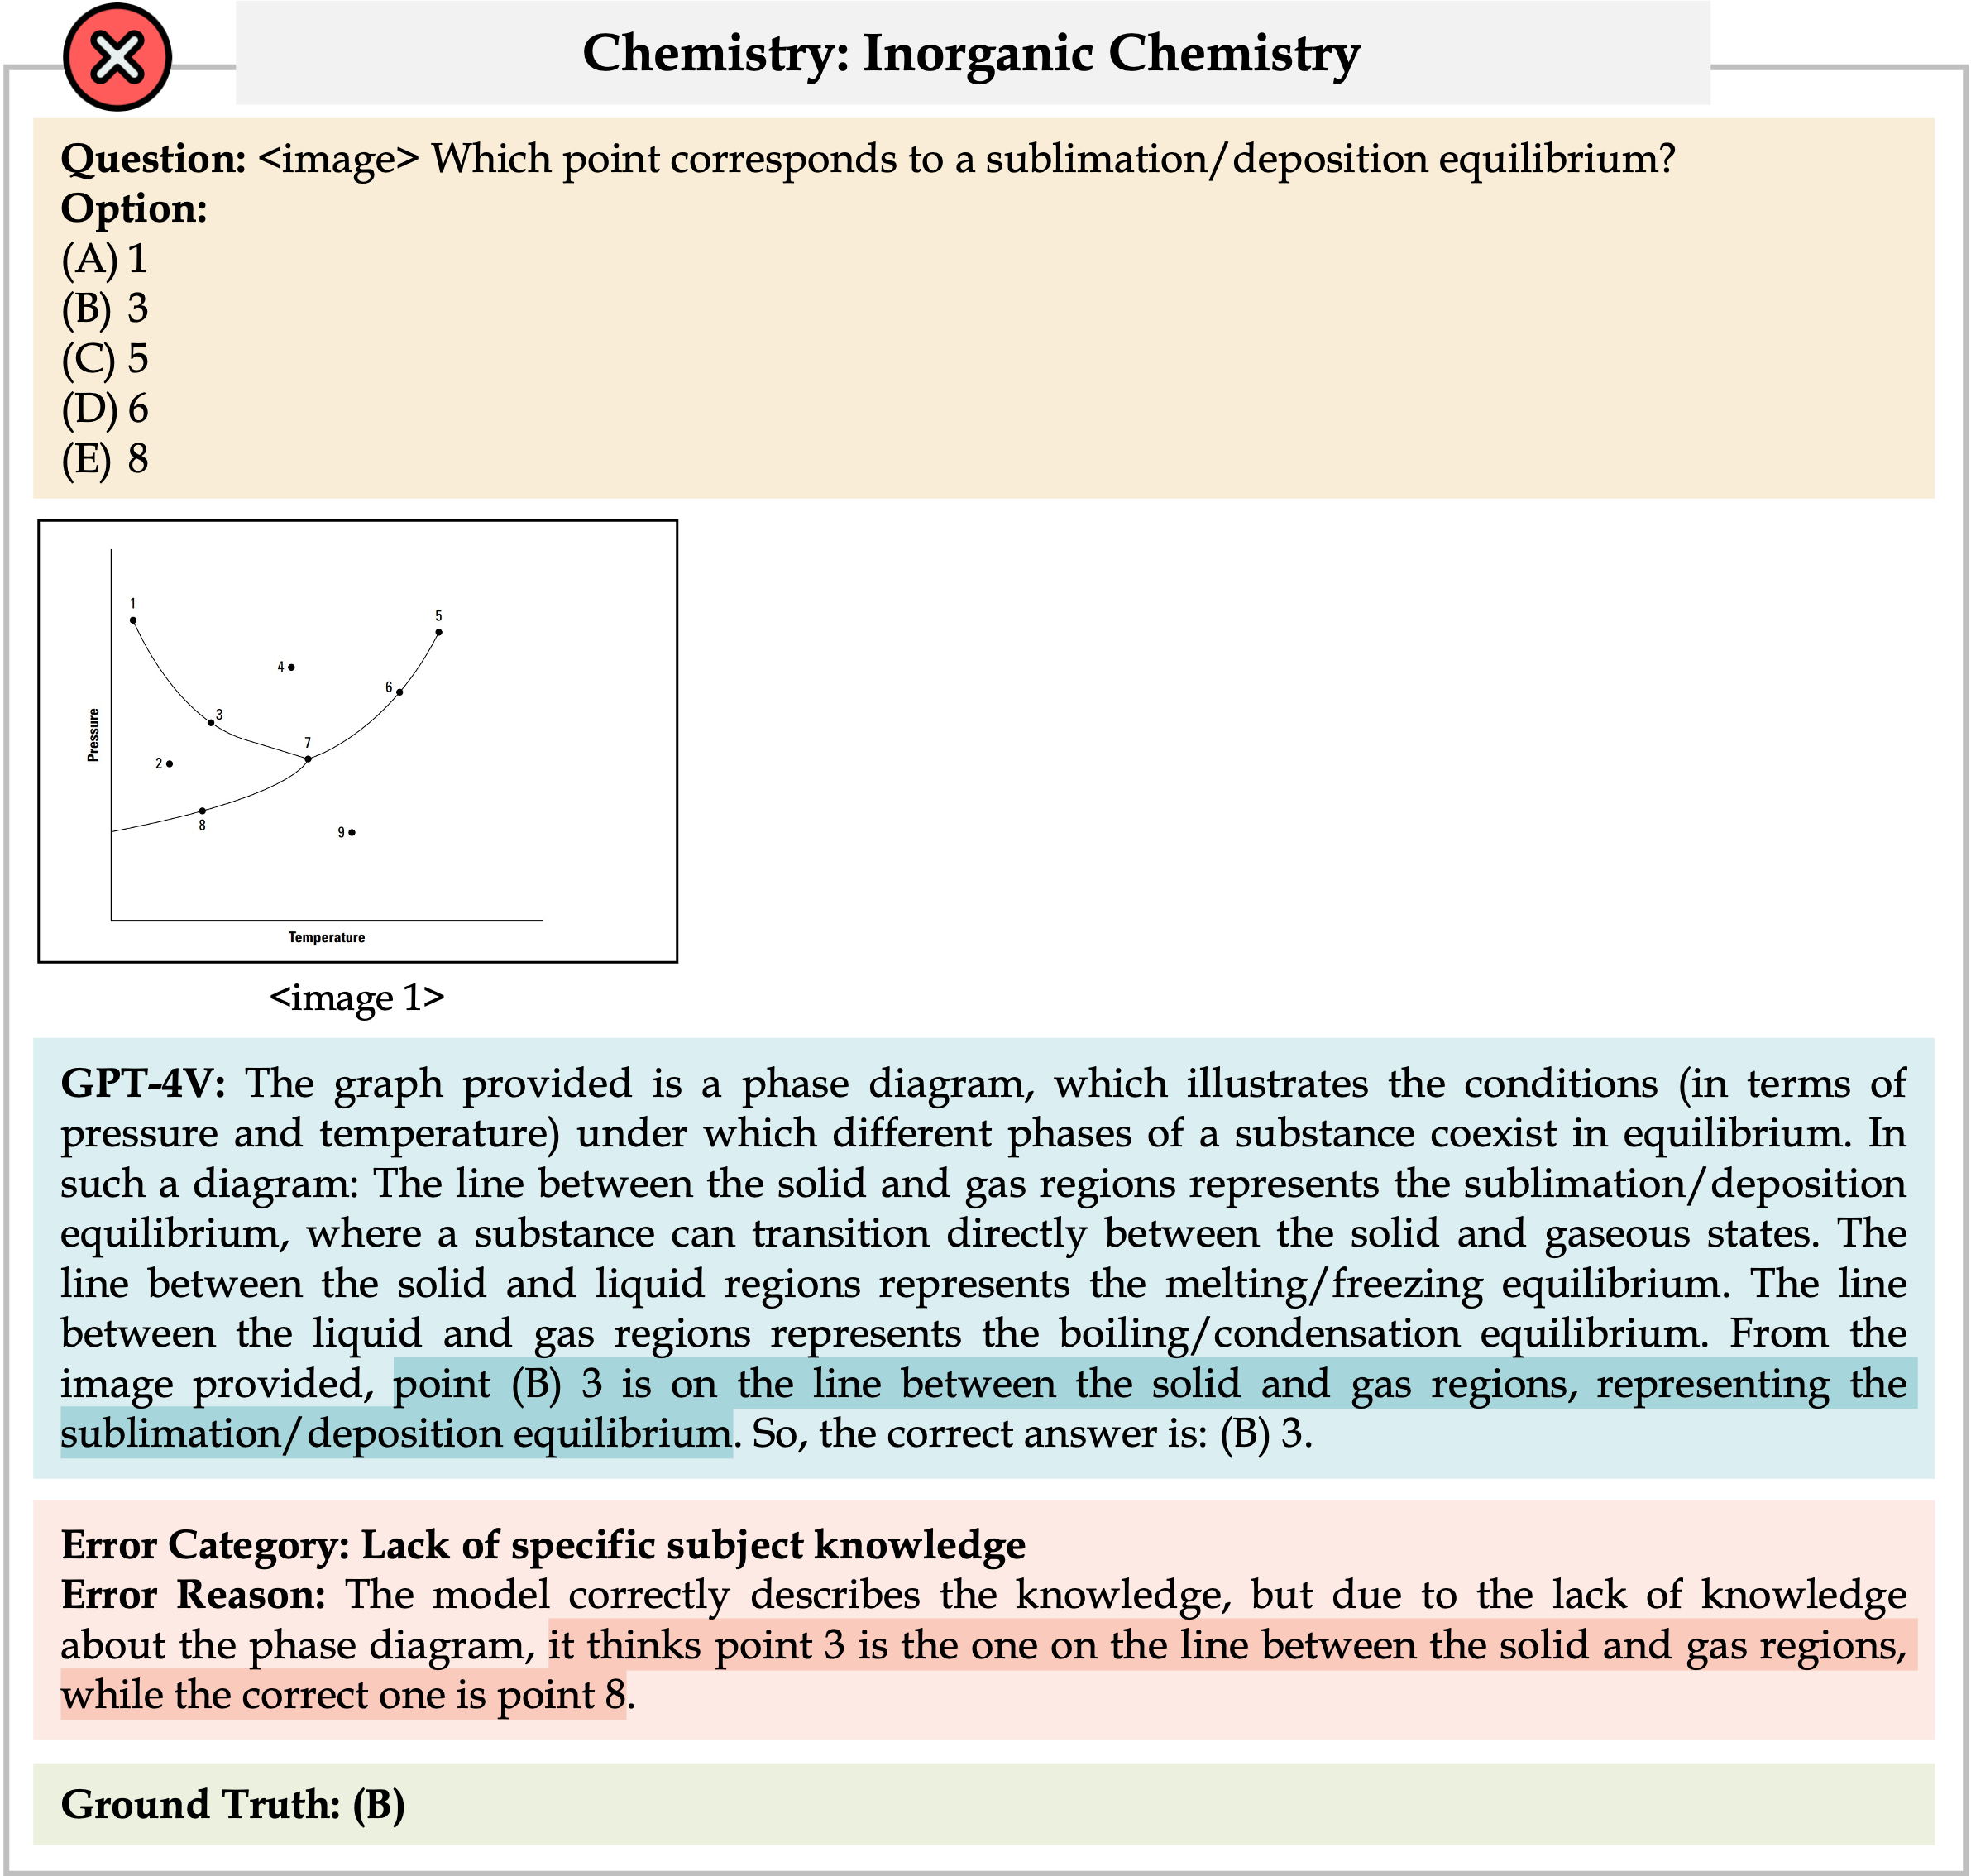 Chemistry: Inorganic Chemistry
Question: <image> Which point corresponds to a sublimation/deposition equilibrium?
Option:
(A) 1
(B) 3
(C) 5
(D) 6
(E) 8
1
5
4
6
3
7
2
8
9
Pressure
Temperature
<image 1>
GPT-4V: The graph provided is a phase diagram, which illustrates the conditions (in terms of
pressure and temperature) under which different phases of a substance coexist in equilibrium. In
such a diagram: The line between the solid and gas regions represents the sublimation/deposition
equilibrium, where a substance can transition directly between the solid and gaseous states. The
line between the solid and liquid regions represents the melting/freezing equilibrium. The line
between the liquid and gas regions represents the boiling/condensation equilibrium. From the
image provided, point (B) 3 is on the line between the solid and gas regions, representing the
sublimation/deposition equilibrium. So, the correct answer is: (B) 3.
Error Category: Lack of specific subject knowledge
Error Reason: The model correctly describes the knowledge, but due to the lack of knowledge
about the phase diagram, it thinks point 3 is the one on the line between the solid and gas regions,
while the correct one is point 8.
Ground Truth: (B)